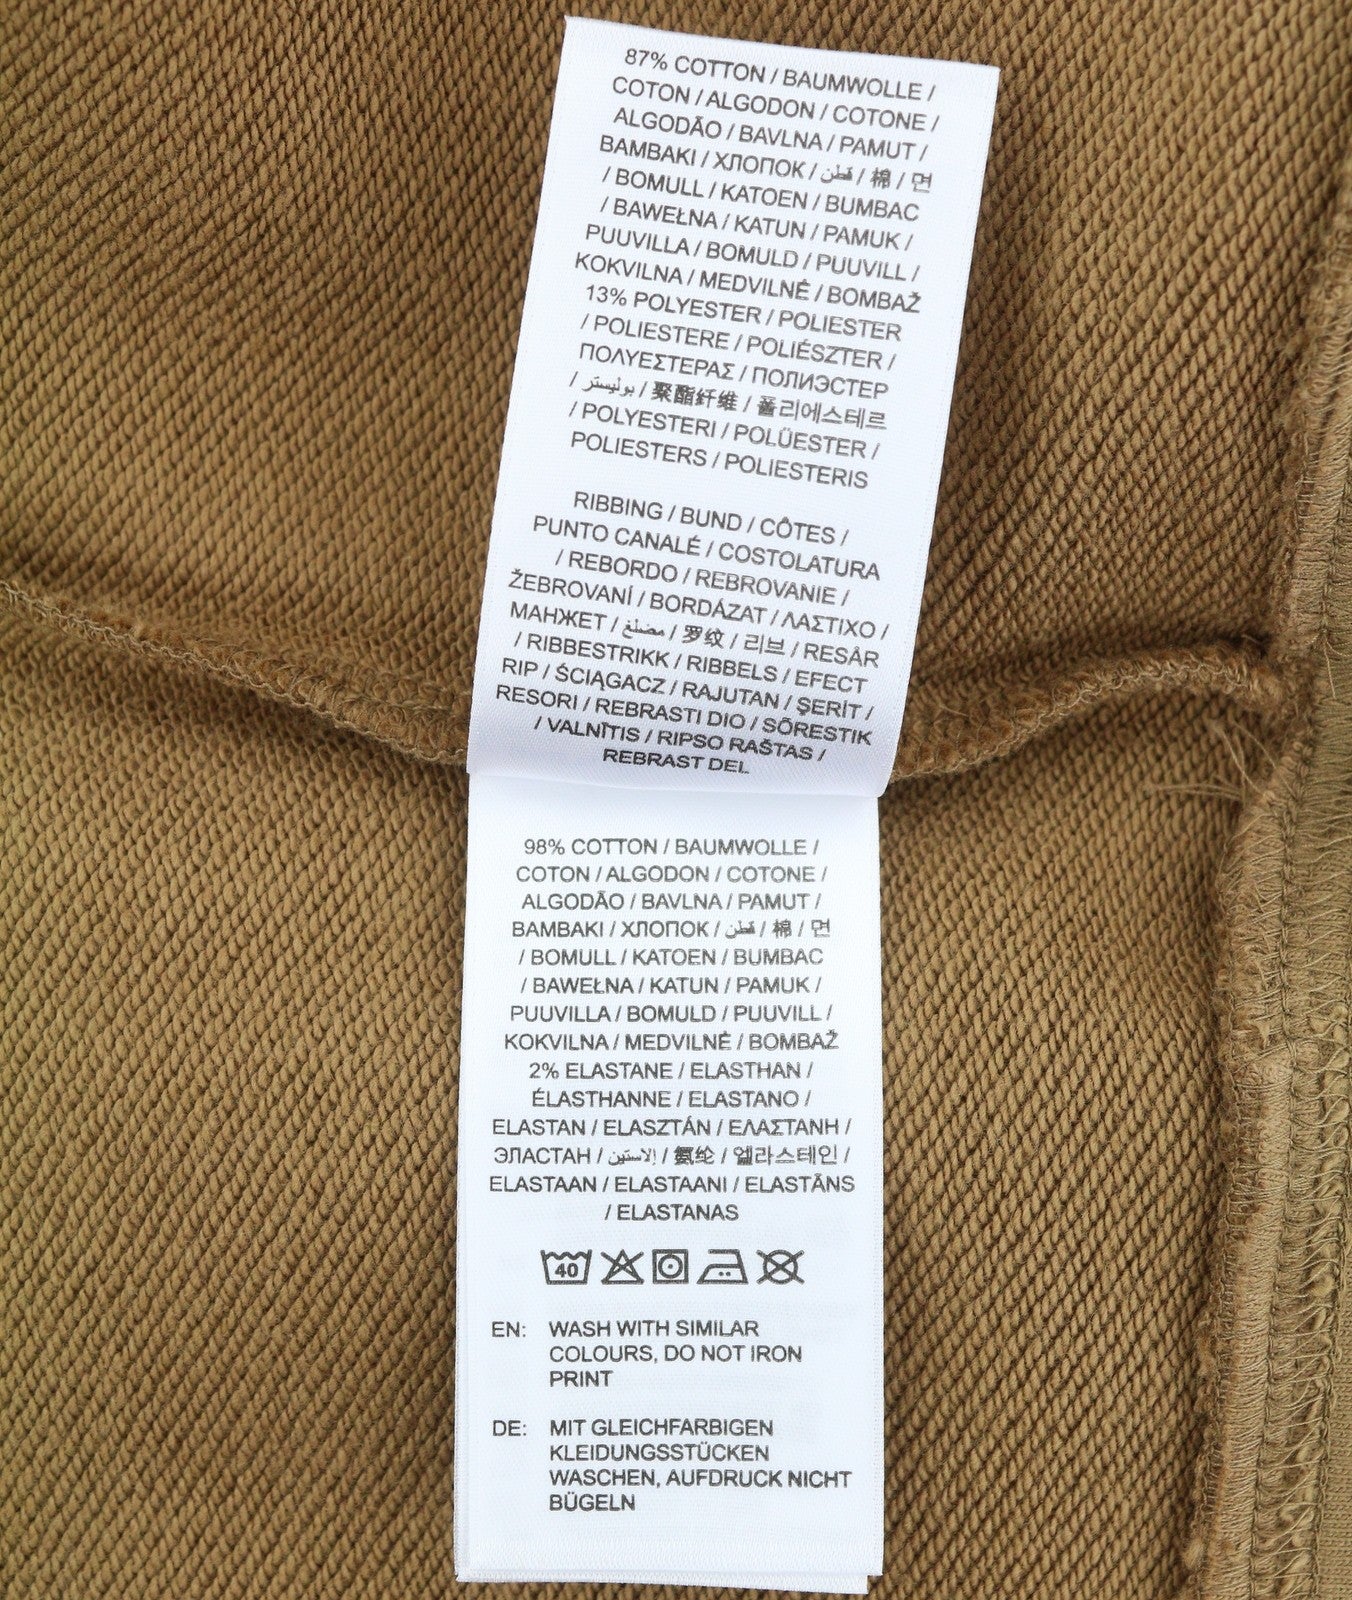 87% COTTON / BAUMWOLLE /
COTON / ALGODON / COTONE /
ALGODÃO / BAVLNA / PAMUT /
BAMBAKI / ХЛОПОК / قطن / 棉 / 면
/ BOMULL / KATOEN / BUMBAC
/ BAWEŁNA / KATUN / PAMUK /
PUUVILLA / BOMULD / PUUVILL /
KOKVILNA / MEDVILNĖ / BOMBAŽ
13% POLYESTER / POLIESTER
/ POLIESTERE / POLIÉSZTER /
ΠΟΛΥΕΣΤΕΡΑΣ / ПОЛИЭСТЕР
/ بوليستر / 聚酯纤维 / 폴리에스테르
/ POLYESTERI / POLÜESTER /
POLIESTERS / POLIESTERIS
RIBBING / BUND / CÔTES /
PUNTO CANALÉ / COSTOLATURA
/ REBORDO / REBROVANIE /
ŽEBROVANÍ / BORDÁZAT / ΛΑΣΤΙΧΟ /
МАНЖЕТ / مضلع / 罗纹 / 리브 / RESÅR
/ RIBBESTRIKK / RIBBELS / EFECT
RIP / ŚCIĄGACZ / RAJUTAN / ŞERİT /
RESORI / REBRASTI DIO / SÕRESTIK
/ VALNĪTIS / RIPSO RAŠTAS /
REBRAST DEL
98% COTTON / BAUMWOLLE /
COTON / ALGODON / COTONE /
ALGODÃO / BAVLNA / PAMUT /
BAMBAKI / ХЛОПОК / قطن / 棉 / 면
/ BOMULL / KATOEN / BUMBAC
/ BAWEŁNA / KATUN / PAMUK /
PUUVILLA / BOMULD / PUUVILL /
KOKVILNA / MEDVILNĖ / BOMBAŽ
2% ELASTANE / ELASTHAN /
ÉLASTHANNE / ELASTANO /
ELASTAN / ELASZTÁN / ΕΛΑΣΤΑΝΗ /
ЭЛАСТАН / إلاستين / 氨纶 / 엘라스테인 /
ELASTAAN / ELASTAANI / ELASTĀNS
/ ELASTANAS
40
EN: WASH WITH SIMILAR
COLOURS, DO NOT IRON
PRINT
DE: MIT GLEICHFARBIGEN
KLEIDUNGSSTÜCKEN
WASCHEN, AUFDRUCK NICHT
BÜGELN